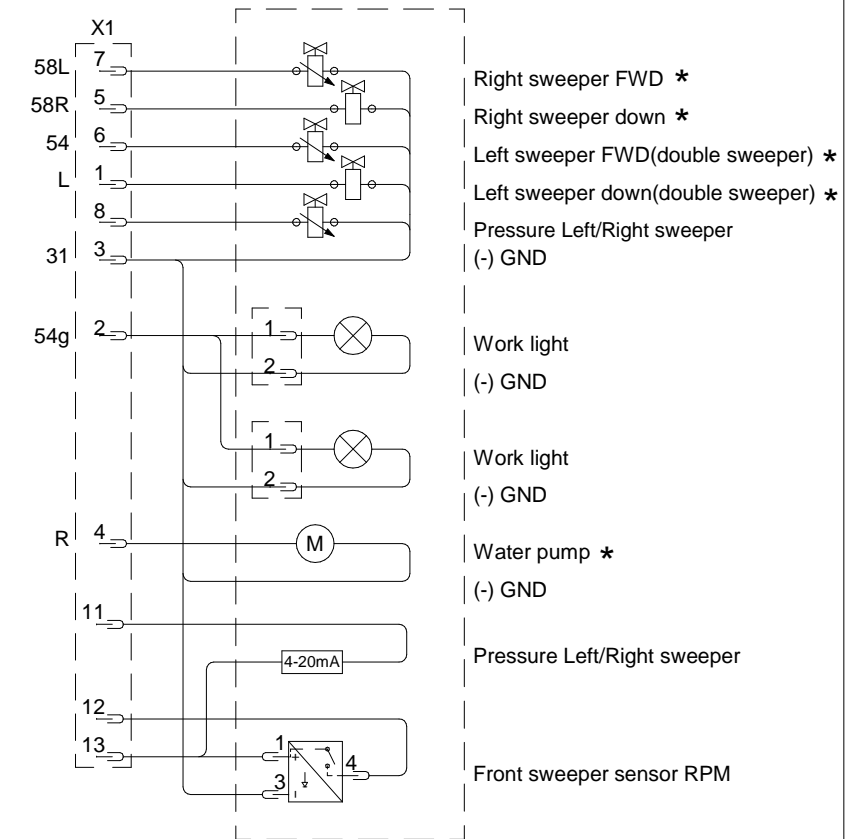 X1
58L 7 Right sweeper FWD *
58R 5 Right sweeper down *
54 6 Left sweeper FWD(double sweeper) *
L 1 Left sweeper down(double sweeper) *
8 Pressure Left/Right sweeper
31 3 (-) GND
54g 2 1 Work light
2 (-) GND
1 Work light
2 (-) GND
R 4 M Water pump *
(-) GND
11
4-20mA Pressure Left/Right sweeper
12
13 1 + 4
3 - Front sweeper sensor RPM